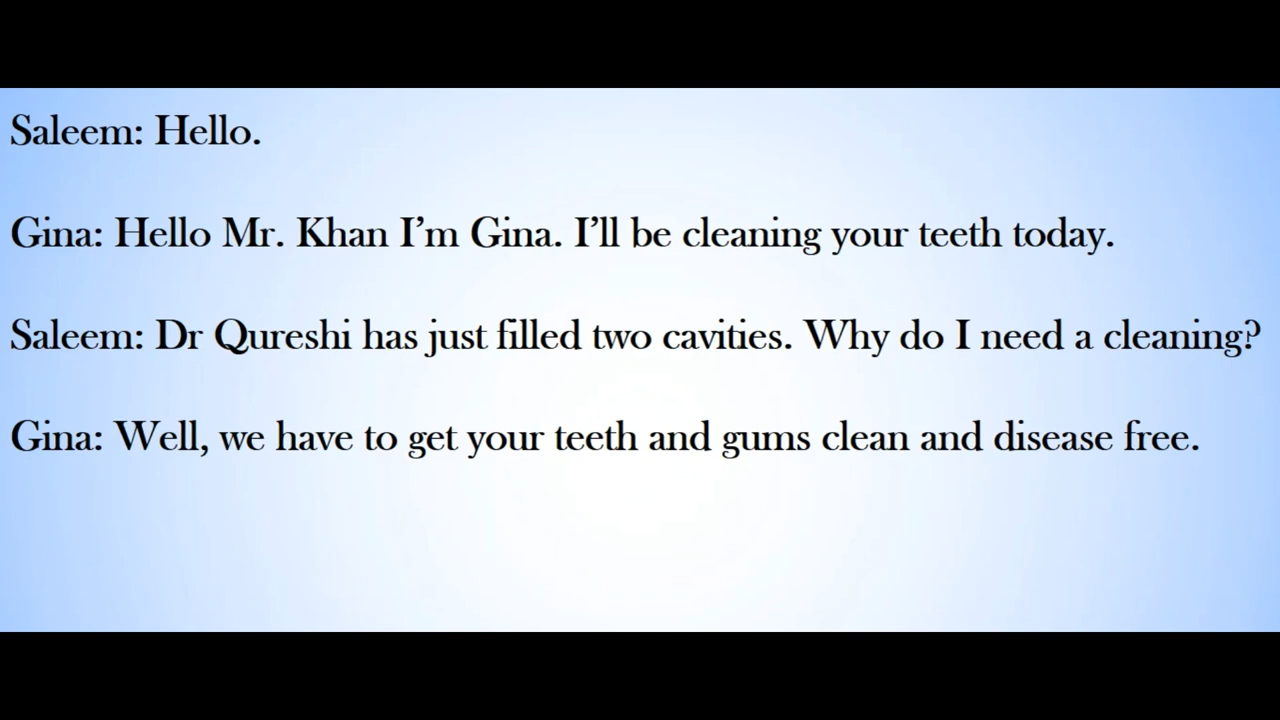 Saleem: Hello.
Gina: Hello Mr. Khan I’m Gina. I’ll be cleaning your teeth today.
Saleem: Dr Qureshi has just filled two cavities. Why do I need a cleaning?
Gina: Well, we have to get your teeth and gums clean and disease free.